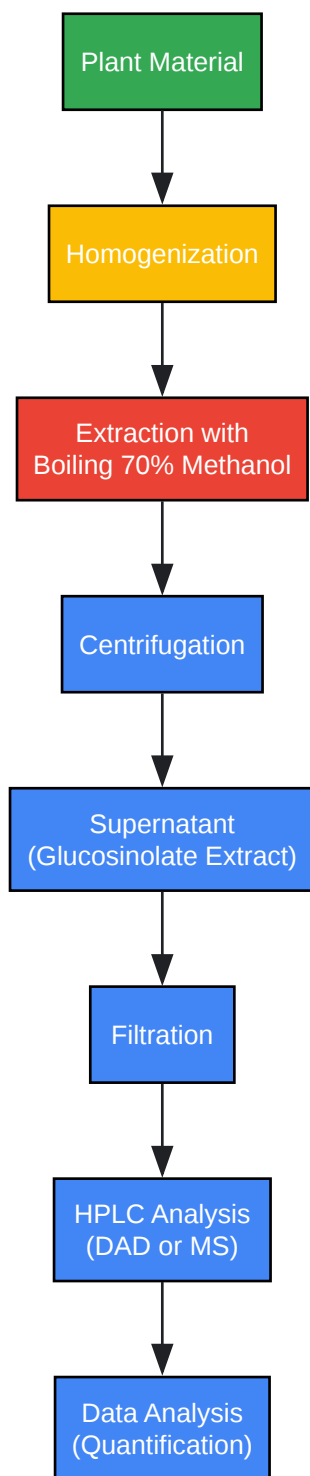 Plant Material
Homogenization
Extraction with
Boiling 70% Methanol
Centrifugation
Supernatant
(Glucosinolate Extract)
Filtration
HPLC Analysis
(DAD or MS)
Data Analysis
(Quantification)